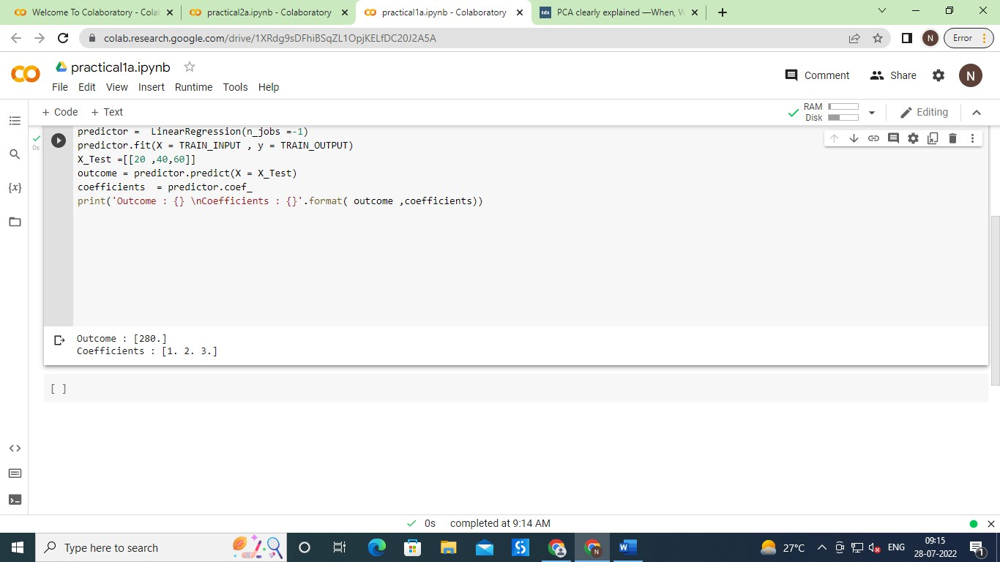 Welcome To Colaboratory - Cola
practical2a.ipynb - Colaboratory
practical1a.ipynb - Colaboratory
tds
PCA clearly explained —When, W
colab.research.google.com/drive/1XRdg9sDFhiBSqZL1OpjKELfDC20J2A5A
N
Error
practical1a.ipynb
File Edit View Insert Runtime Tools Help
Comment
Share
N
+ Code + Text
RAM
Disk
Editing
0s
{x}
predictor =  LinearRegression(n_jobs =-1)
predictor.fit(X = TRAIN_INPUT , y = TRAIN_OUTPUT)
X_Test =[[20 ,40,60]]
outcome = predictor.predict(X = X_Test)
coefficients  = predictor.coef_
print('Outcome : {} \nCoefficients : {}'.format( outcome ,coefficients))
Outcome : [280.]
Coefficients : [1. 2. 3.]
[ ]
0s completed at 9:14 AM
Type here to search
N
W
27°C
ENG
09:15
28-07-2022
1